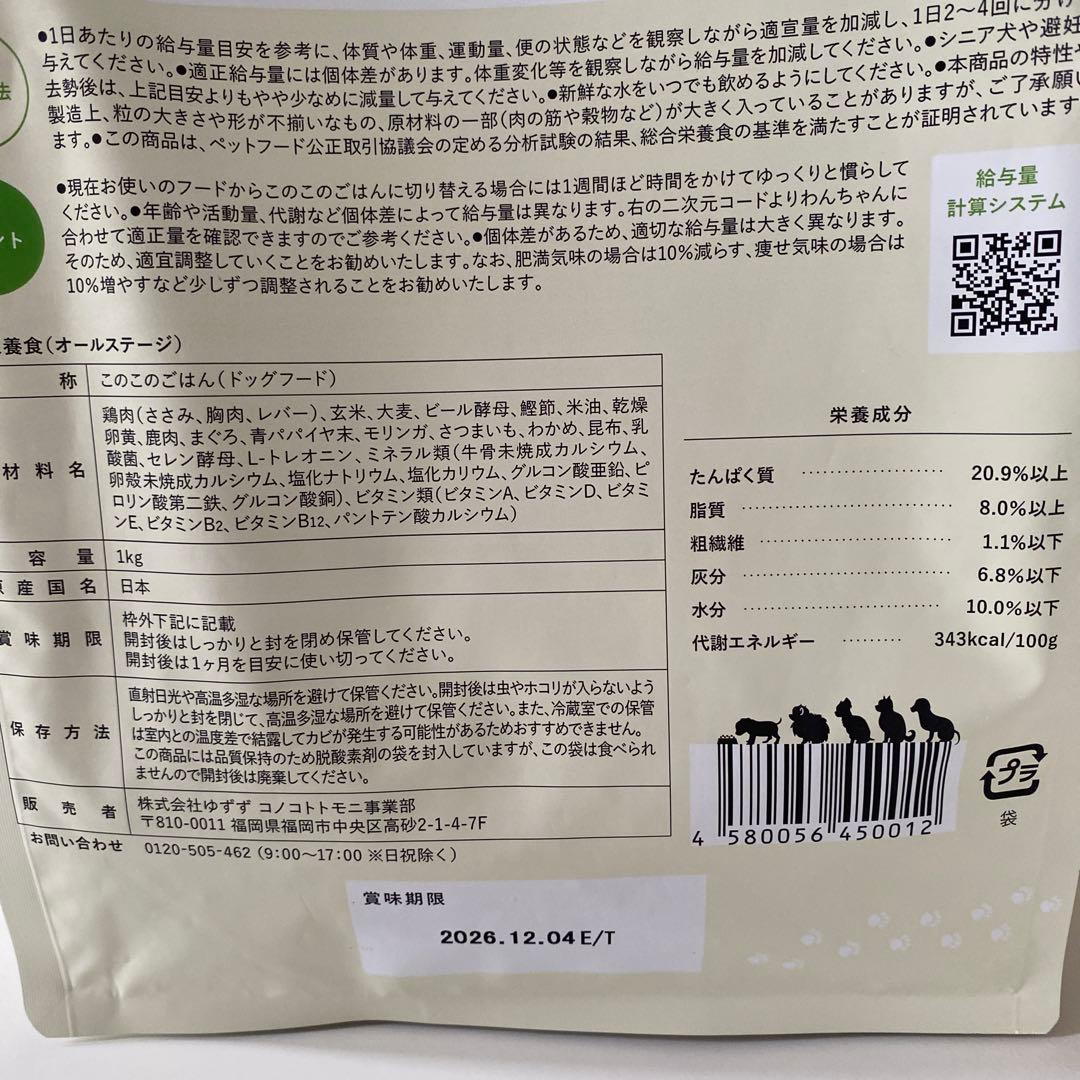 ●1日あたりの給与量目安を参考に、体質や体重、運動量、便の状態などを観察しながら適宜量を加減し、1日2〜4回に分け
与えてください。●適正給与量には個体差があります。体重変化等を観察しながら給与量を加減してください。●シニア犬や避妊
去勢後は、上記目安よりもやや少なめに減量して与えてください。●新鮮な水をいつでも飲めるようにしてください。●本商品の特性や
製造上、粒の大きさや形が不揃いなもの、原材料の一部(肉の筋や穀物など)が大きく入っていることがありますが、ご了承願い
ます。●この商品は、ペットフード公正取引協議会の定める分析試験の結果、総合栄養食の基準を満たすことが証明されています
法
●現在お使いのフードからこのこのごはんに切り替える場合には1週間ほど時間をかけてゆっくりと慣らして
ください。●年齢や活動量、代謝など個体差によって給与量は異なります。右の二次元コードよりわんちゃんに
合わせて適正量を確認できますのでご参考ください。●個体差があるため、適切な給与量は大きく異なります。
そのため、適宜調整していくことをお勧めいたします。なお、肥満気味の場合は10%減らす、痩せ気味の場合は
10%増やすなど少しずつ調整されることをお勧めいたします。
ント
給与量
計算システム
養食(オールステージ)
称 このこのごはん(ドッグフード)
材料名 鶏肉(ささみ、胸肉、レバー)、玄米、大麦、ビール酵母、鰹節、米油、乾燥
卵黄、鹿肉、まぐろ、青パパイヤ末、モリンガ、さつまいも、わかめ、昆布、乳
酸菌、セレン酵母、L-トレオニン、ミネラル類(牛骨未焼成カルシウム、
卵殻未焼成カルシウム、塩化ナトリウム、塩化カリウム、グルコン酸亜鉛、ピ
ロリン酸第二鉄、グルコン酸銅)、ビタミン類(ビタミンA、ビタミンD、ビタミ
ンE、ビタミンB2、ビタミンB12、パントテン酸カルシウム)
容量 1kg
原産国名 日本
賞味期限 枠外下記に記載
開封後はしっかりと封を閉め保管してください。
開封後は1ヶ月を目安に使い切ってください。
保存方法 直射日光や高温多湿な場所を避けて保管ください。開封後は虫やホコリが入らないよう
しっかりと封を閉じて、高温多湿な場所を避けて保管ください。また、冷蔵室での保管
は室内との温度差で結露してカビが発生する可能性があるためおすすめできません。
この商品には品質保持のため脱酸素剤の袋を封入していますが、この袋は食べられ
ませんので開封後は廃棄してください。
販売者 株式会社ゆずず コノコトトモニ事業部
〒810-0011 福岡県福岡市中央区高砂2-1-4-7F
お問い合わせ 0120-505-462 (9:00〜17:00 ※日祝除く)
栄養成分
たんぱく質 ………… 20.9%以上
脂質 ………… 8.0%以上
粗繊維 ………… 1.1%以下
灰分 ………… 6.8%以下
水分 ………… 10.0%以下
代謝エネルギー ……… 343kcal/100g
4 580056 450012
プラ
袋
賞味期限
2026.12.04 E/T